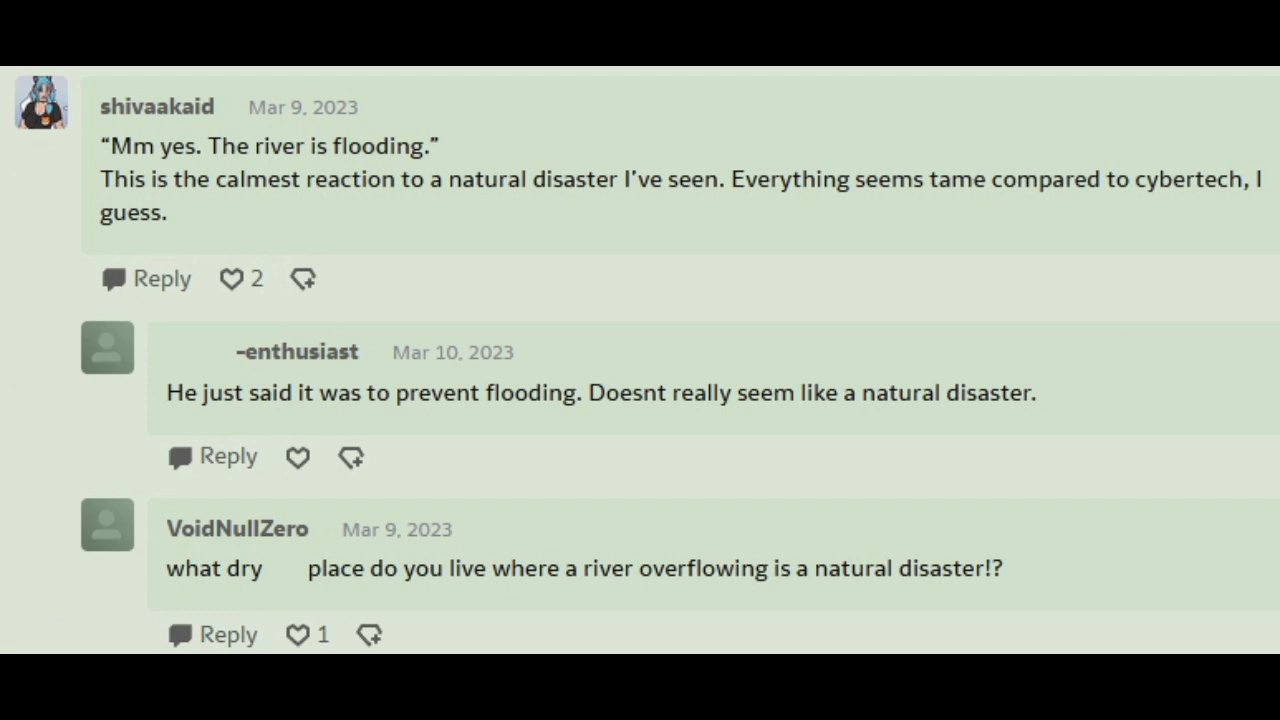 shivaakaid Mar 9, 2023
“Mm yes. The river is flooding.”
This is the calmest reaction to a natural disaster I’ve seen. Everything seems tame compared to cybertech, I
guess.
Reply 2
-enthusiast Mar 10, 2023
He just said it was to prevent flooding. Doesnt really seem like a natural disaster.
Reply
VoidNullZero Mar 9, 2023
what dry place do you live where a river overflowing is a natural disaster!?
Reply 1